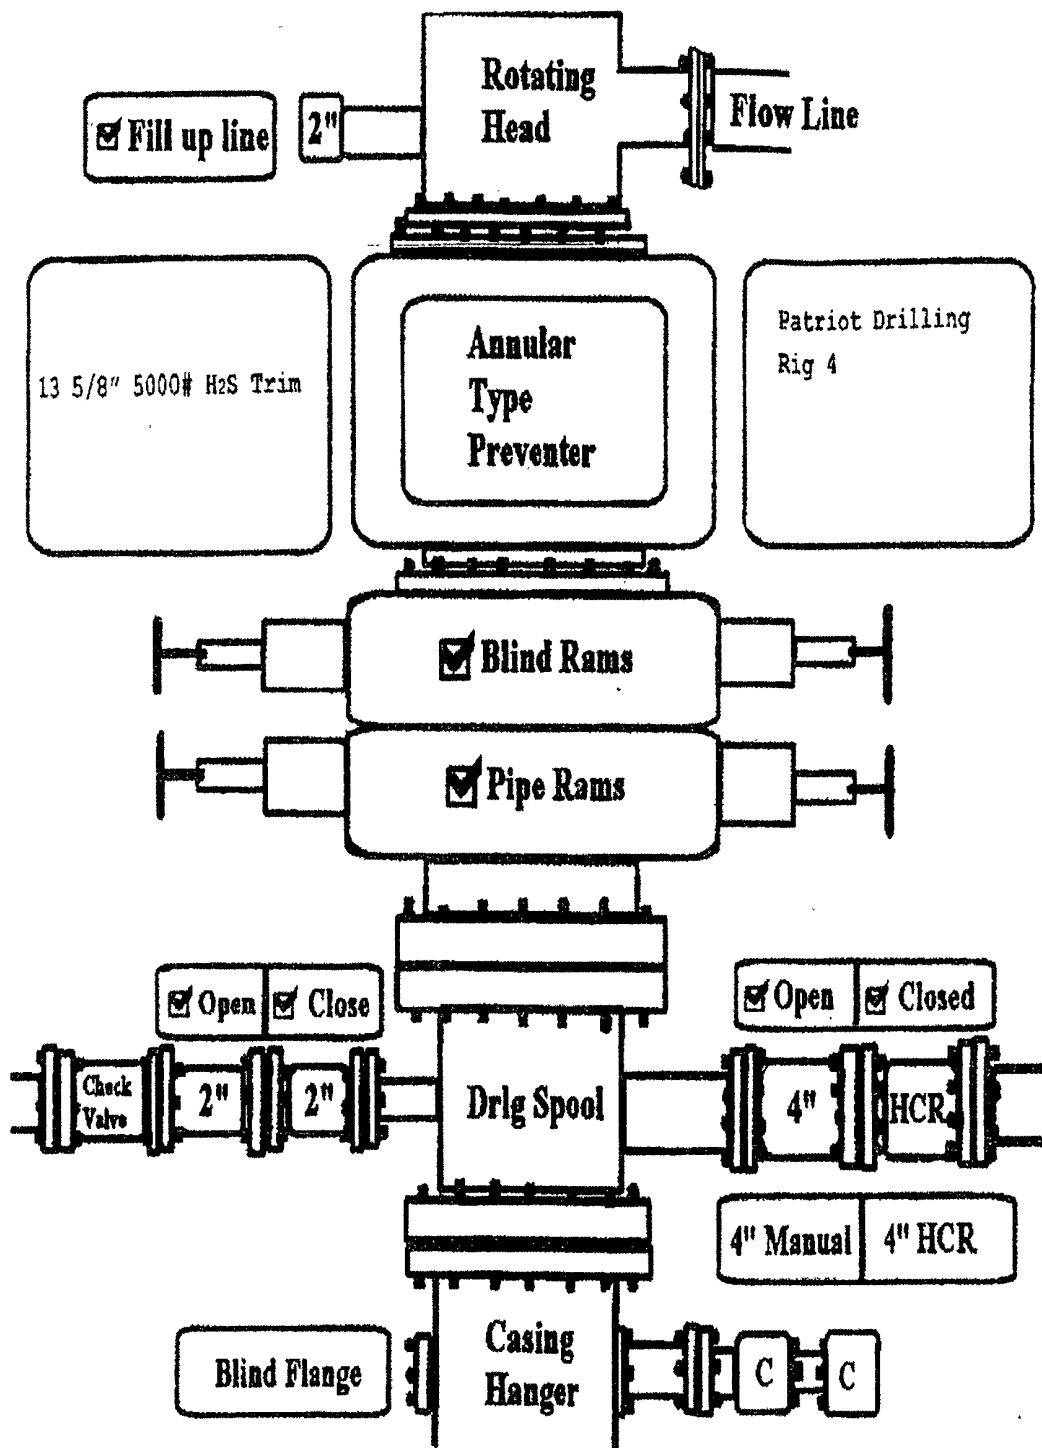 Rotating
Head
☑ Fill up line
2"
Flow Line
13 5/8" 5000# H2S Trim
Annular
Type
Preventer
Patriot Drilling
Rig 4
☑ Blind Rams
☑ Pipe Rams
☑ Open ☑ Close
☑ Open ☑ Closed
Check
Valve
2"
2"
Drlg Spool
4"
HCR
4" Manual 4" HCR
Blind Flange
Casing
Hanger
C
C